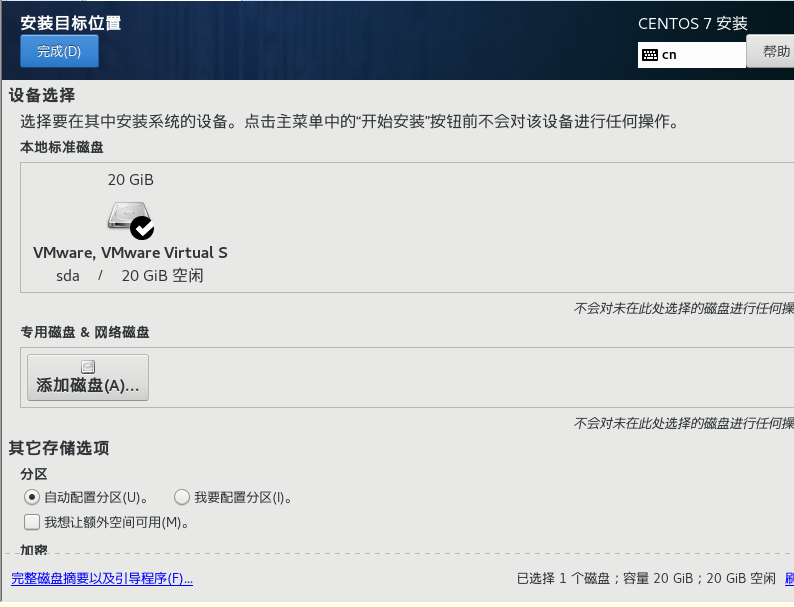 安装目标位置
CENTOS 7 安装
完成(D)
cn
帮助
设备选择
选择要在其中安装系统的设备。点击主菜单中的“开始安装”按钮前不会对该设备进行任何操作。
本地标准磁盘
20 GiB
VMware, VMware Virtual S
sda / 20 GiB 空闲
不会对未在此处选择的磁盘进行任何操
专用磁盘 & 网络磁盘
添加磁盘(A)...
不会对未在此处选择的磁盘进行任何操
其它存储选项
分区
自动配置分区(U)。 我要配置分区(I)。
我想让额外空间可用(M)。
加密
完整磁盘摘要以及引导程序(F)... 已选择 1 个磁盘；容量 20 GiB；20 GiB 空闲 刷